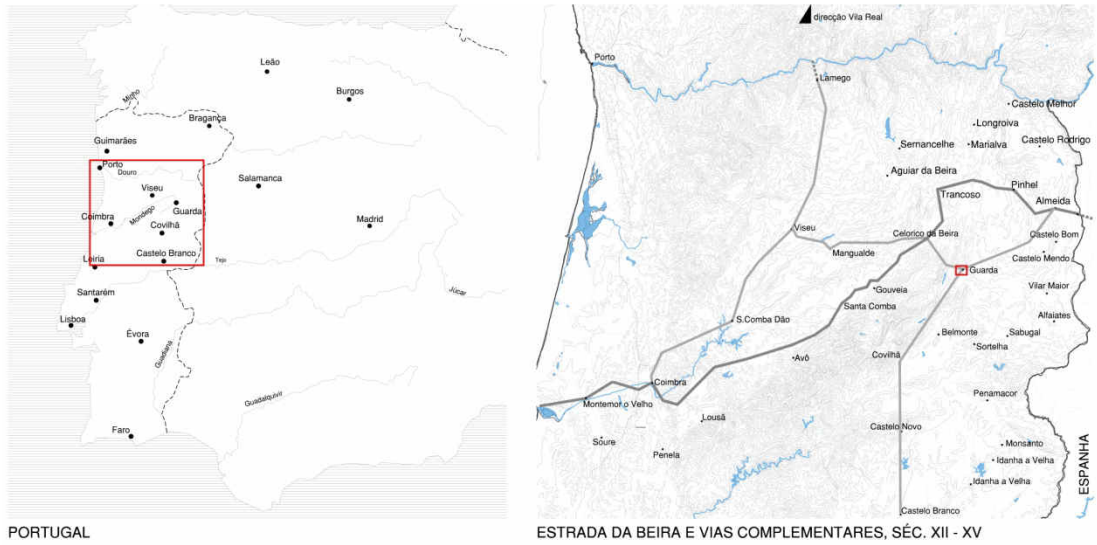 Leão
Burgos
Minho
Bragança
Guimarães
Porto
Douro
Viseu
Salamanca
Guarda
Mondego
Coimbra
Madrid
Covilhã
Castelo Branco
Tejo
Leiria
Júcar
Santarém
Lisboa
Évora
Guadiana
Guadalquivir
Faro
PORTUGAL
direcção Vila Real
Porto
Lamego
Castelo Melhor
Longroiva
Sernancelhe
Marialva
Castelo Rodrigo
Aguiar da Beira
Pinhel
Trancoso
Almeida
Viseu
Celorico da Beira
Castelo Bom
Mangualde
Castelo Mendo
Guarda
Gouveia
Vilar Maior
Santa Comba
S.Comba Dão
Alfaiates
Belmonte
Sabugal
Sortelha
Avô
Covilhã
Coimbra
Penamacor
Montemor o Velho
Lousã
Castelo Novo
Soure
Penela
Monsanto
Idanha a Velha
Idanha a Velha
ESPANHA
Castelo Branco
ESTRADA DA BEIRA E VIAS COMPLEMENTARES, SÉC. XII - XV